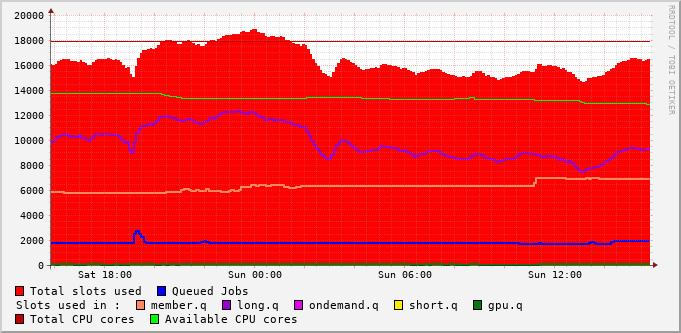 20000
18000
16000
14000
12000
10000
8000
6000
4000
2000
0
Sat 18:00 Sun 00:00 Sun 06:00 Sun 12:00
RRDTOOL / TOBI OETIKER
Total slots used Queued Jobs
Slots used in : member.q long.q ondemand.q short.q gpu.q
Total CPU cores Available CPU cores